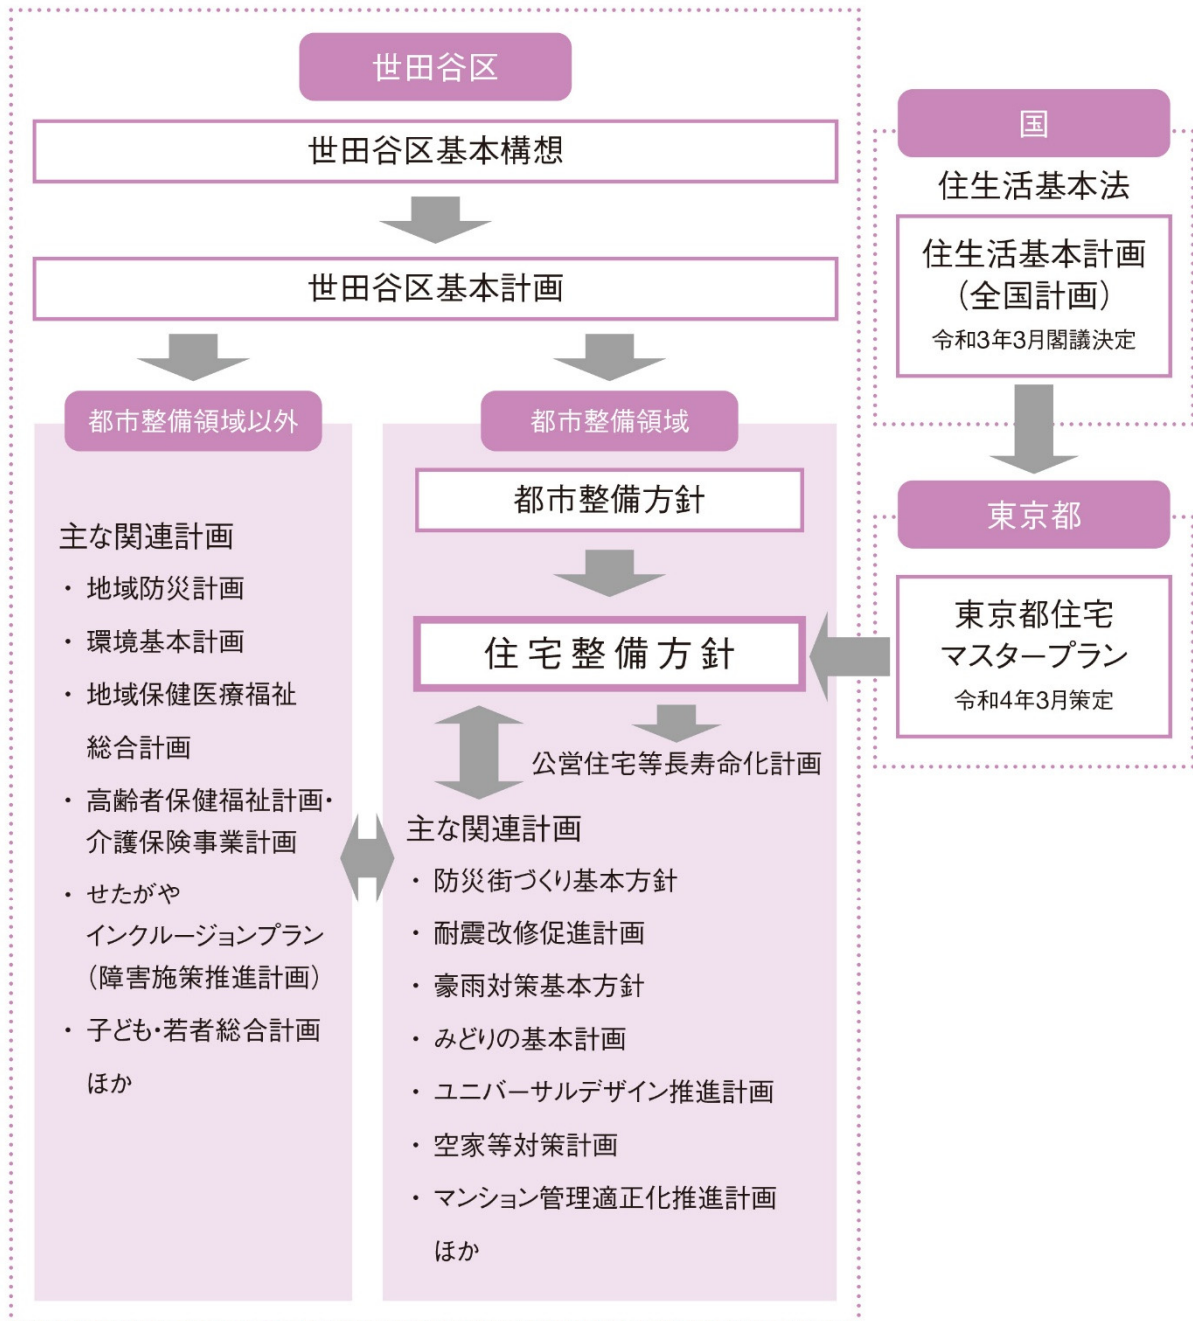 世田谷区
世田谷区基本構想
世田谷区基本計画
都市整備領域以外
主な関連計画
・ 地域防災計画
・ 環境基本計画
・ 地域保健医療福祉
総合計画
・ 高齢者保健福祉計画・
介護保険事業計画
・ せたがや
インクルージョンプラン
（障害施策推進計画）
・ 子ども・若者総合計画
ほか
都市整備領域
都市整備方針
住宅整備方針
公営住宅等長寿命化計画
主な関連計画
・ 防災街づくり基本方針
・ 耐震改修促進計画
・ 豪雨対策基本方針
・ みどりの基本計画
・ ユニバーサルデザイン推進計画
・ 空家等対策計画
・ マンション管理適正化推進計画
ほか
国
住生活基本法
住生活基本計画
（全国計画）
令和3年3月閣議決定
東京都
東京都住宅
マスタープラン
令和4年3月策定